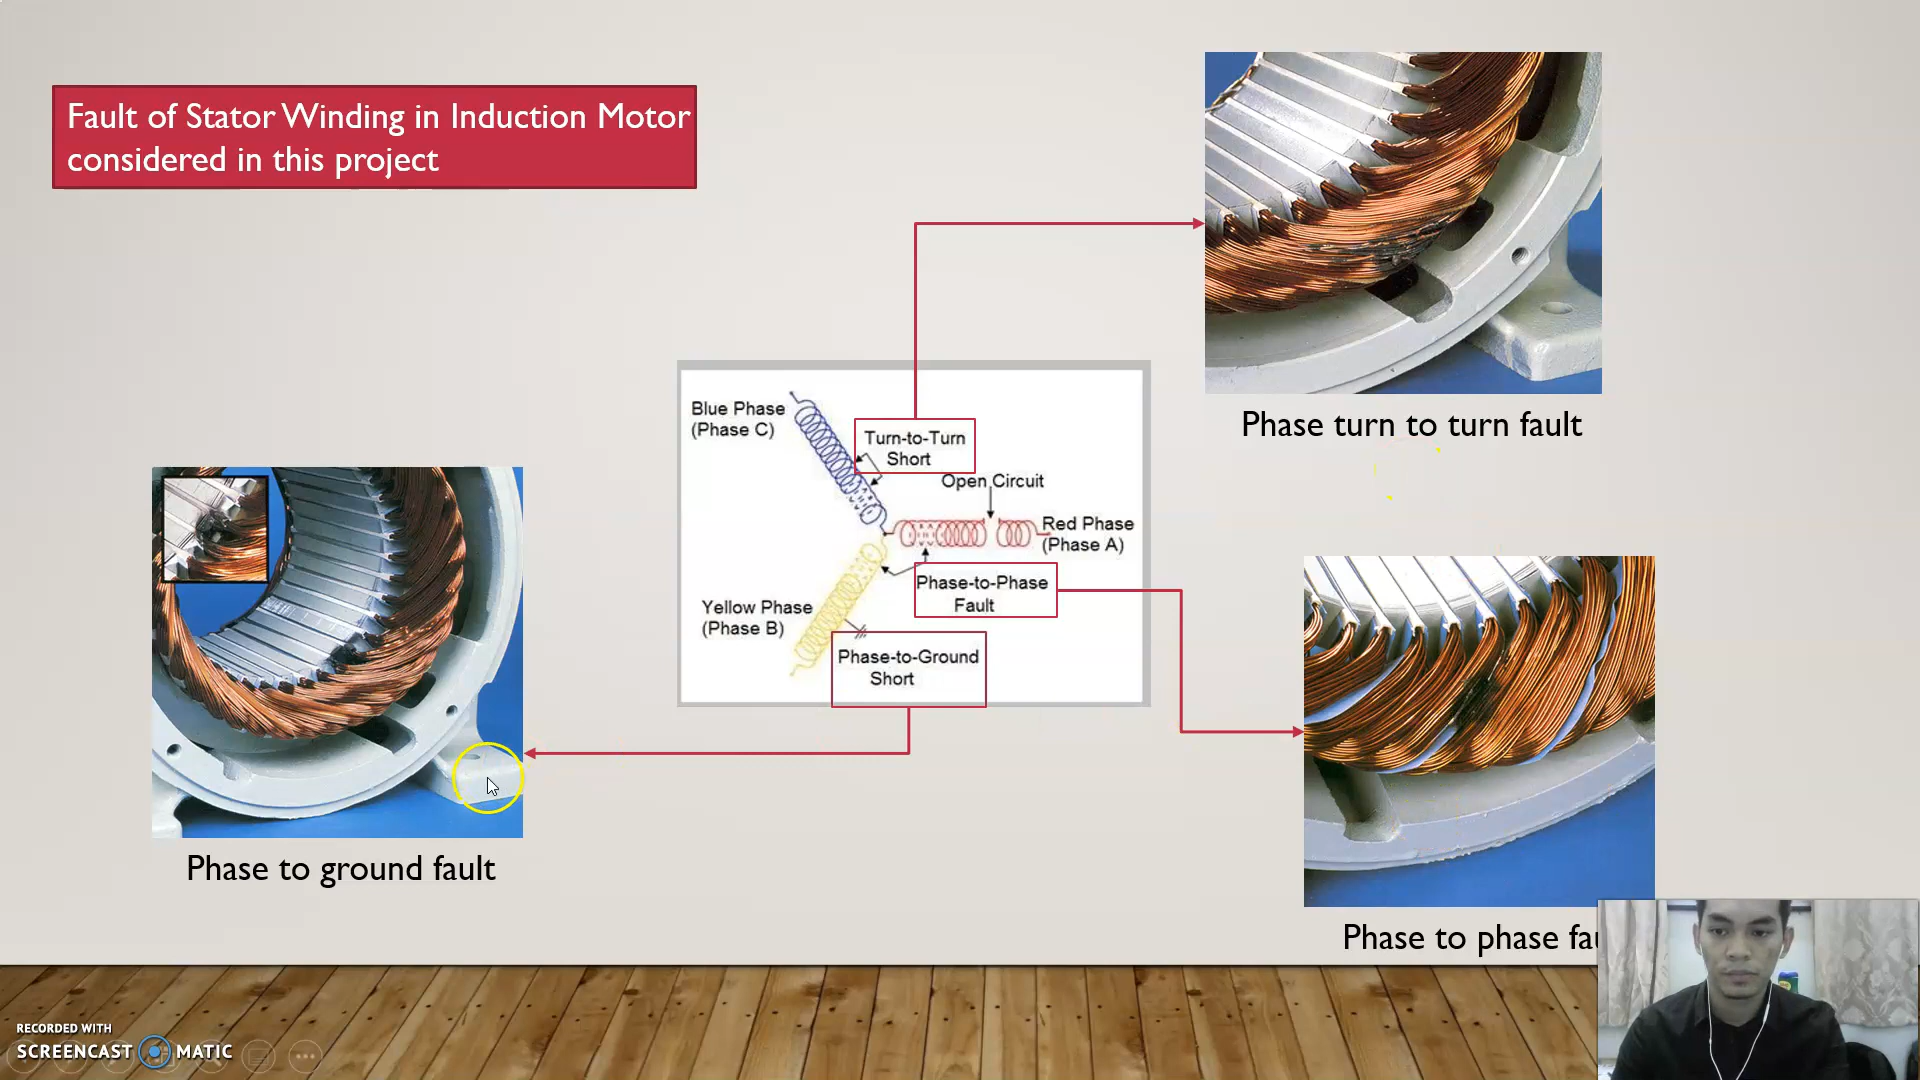 Fault of Stator Winding in Induction Motor
considered in this project
Phase turn to turn fault
Blue Phase
(Phase C)
Turn-to-Turn
Short
Open Circuit
Red Phase
(Phase A)
Phase-to-Phase
Fault
Yellow Phase
(Phase B)
Phase-to-Ground
Short
Phase to ground fault
Phase to phase
RECORDED WITH
SCREENCAST MATIC